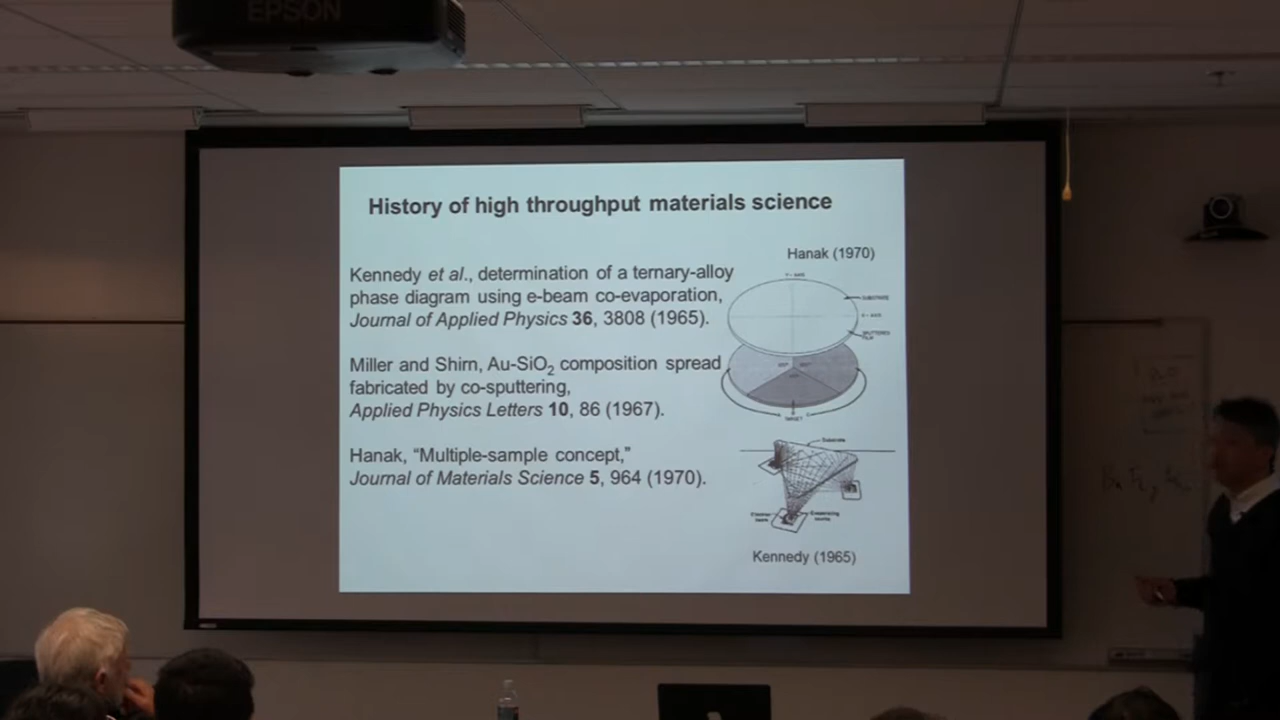 EPSON
History of high throughput materials science
Hanak (1970)
Kennedy et al., determination of a ternary-alloy
phase diagram using e-beam co-evaporation,
Journal of Applied Physics 36, 3808 (1965).
Miller and Shirn, Au-SiO2 composition spread
fabricated by co-sputtering,
Applied Physics Letters 10, 86 (1967).
Hanak, “Multiple-sample concept,”
Journal of Materials Science 5, 964 (1970).
SUBSTRATE
TARGET
Substrate
Kennedy (1965)